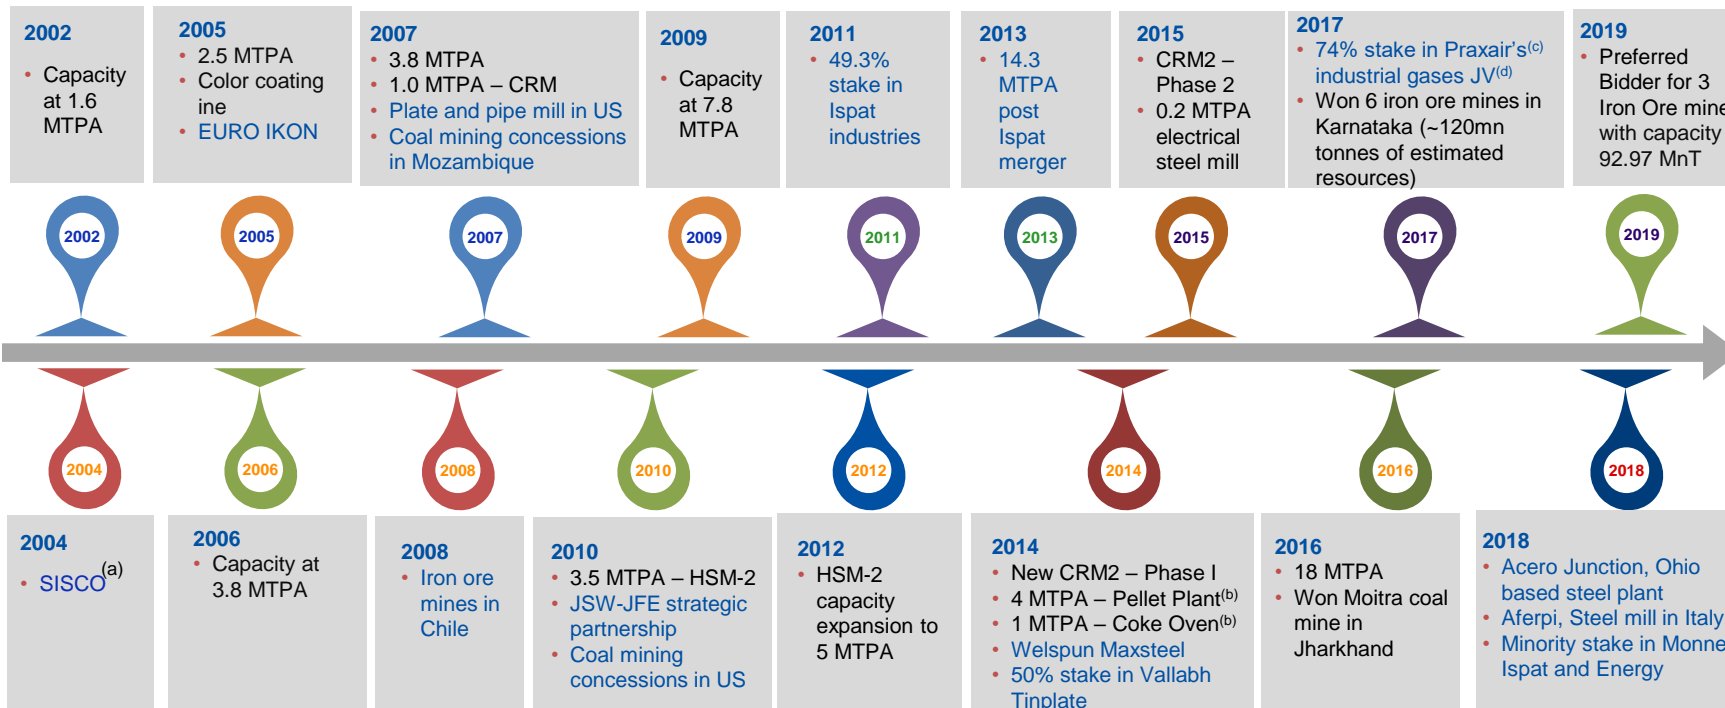 2002
• Capacity
at 1.6
MTPA
2005
• 2.5 MTPA
• Color coating
ine
• EURO IKON
2007
• 3.8 MTPA
• 1.0 MTPA – CRM
• Plate and pipe mill in US
• Coal mining concessions
in Mozambique
2009
• Capacity
at 7.8
MTPA
2011
• 49.3%
stake in
Ispat
industries
2013
• 14.3
MTPA
post
Ispat
merger
2015
• CRM2 –
Phase 2
• 0.2 MTPA
electrical
steel mill
2017
• 74% stake in Praxair's(c)
industrial gases JV(d)
• Won 6 iron ore mines in
Karnataka (~120mn
tonnes of estimated
resources)
2019
• Preferred
Bidder for 3
Iron Ore mine
with capacity
92.97 MnT
2002
2005
2007
2009
2011
2013
2015
2017
2019
2004
2006
2008
2010
2012
2014
2016
2018
2004
• SISCO(a)
2006
• Capacity at
3.8 MTPA
2008
• Iron ore
mines in
Chile
2010
• 3.5 MTPA – HSM-2
• JSW-JFE strategic
partnership
• Coal mining
concessions in US
2012
• HSM-2
capacity
expansion to
5 MTPA
2014
• New CRM2 – Phase I
• 4 MTPA – Pellet Plant(b)
• 1 MTPA – Coke Oven(b)
• Welspun Maxsteel
• 50% stake in Vallabh
Tinplate
2016
• 18 MTPA
• Won Moitra coal
mine in
Jharkhand
2018
• Acero Junction, Ohio
based steel plant
• Aferpi, Steel mill in Italy
• Minority stake in Monne
Ispat and Energy